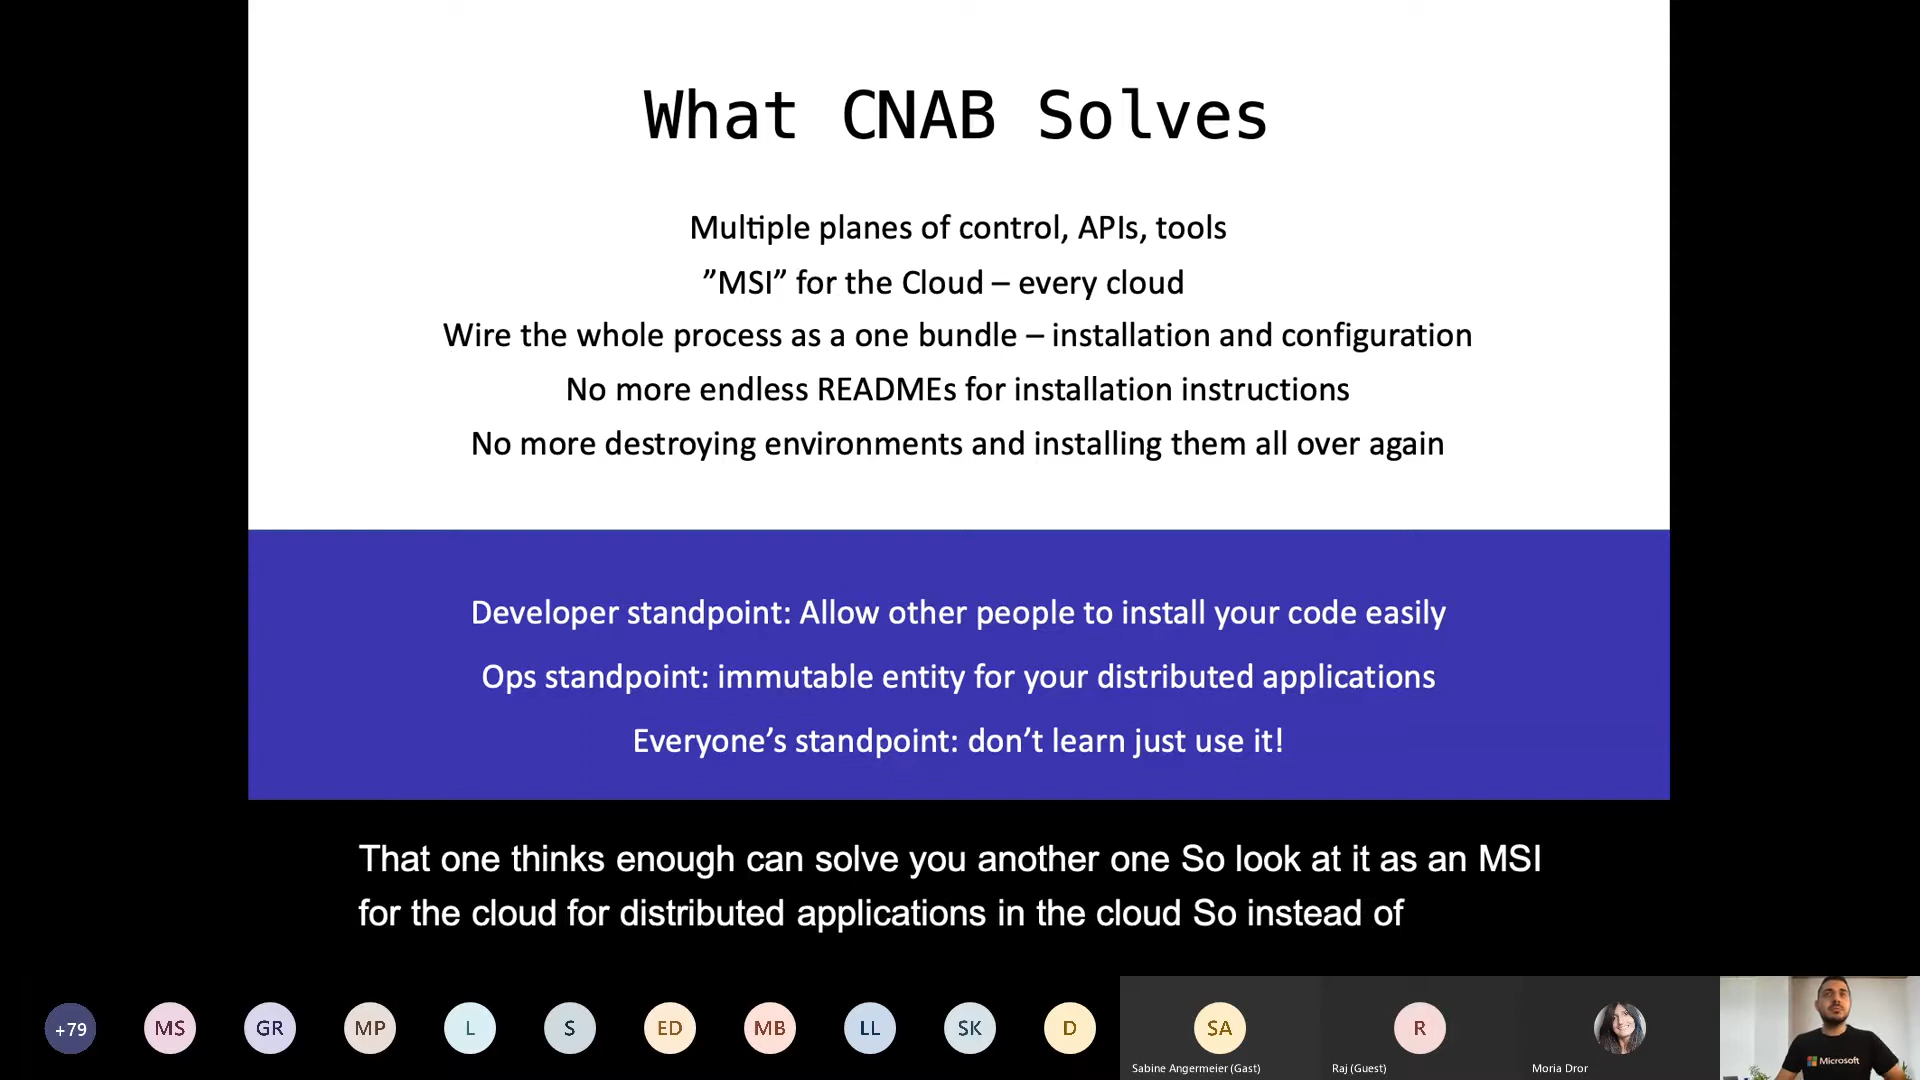 What CNAB Solves
Multiple planes of control, APIs, tools
”MSI” for the Cloud – every cloud
Wire the whole process as a one bundle – installation and configuration
No more endless READMEs for installation instructions
No more destroying environments and installing them all over again
Developer standpoint: Allow other people to install your code easily
Ops standpoint: immutable entity for your distributed applications
Everyone’s standpoint: don’t learn just use it!
That one thinks enough can solve you another one So look at it as an MSI
for the cloud for distributed applications in the cloud So instead of
+79
MS
GR
MP
L
S
ED
MB
LL
SK
D
SA
R
Sabine Angermeier (Gast)
Raj (Guest)
Moria Dror
Microsoft